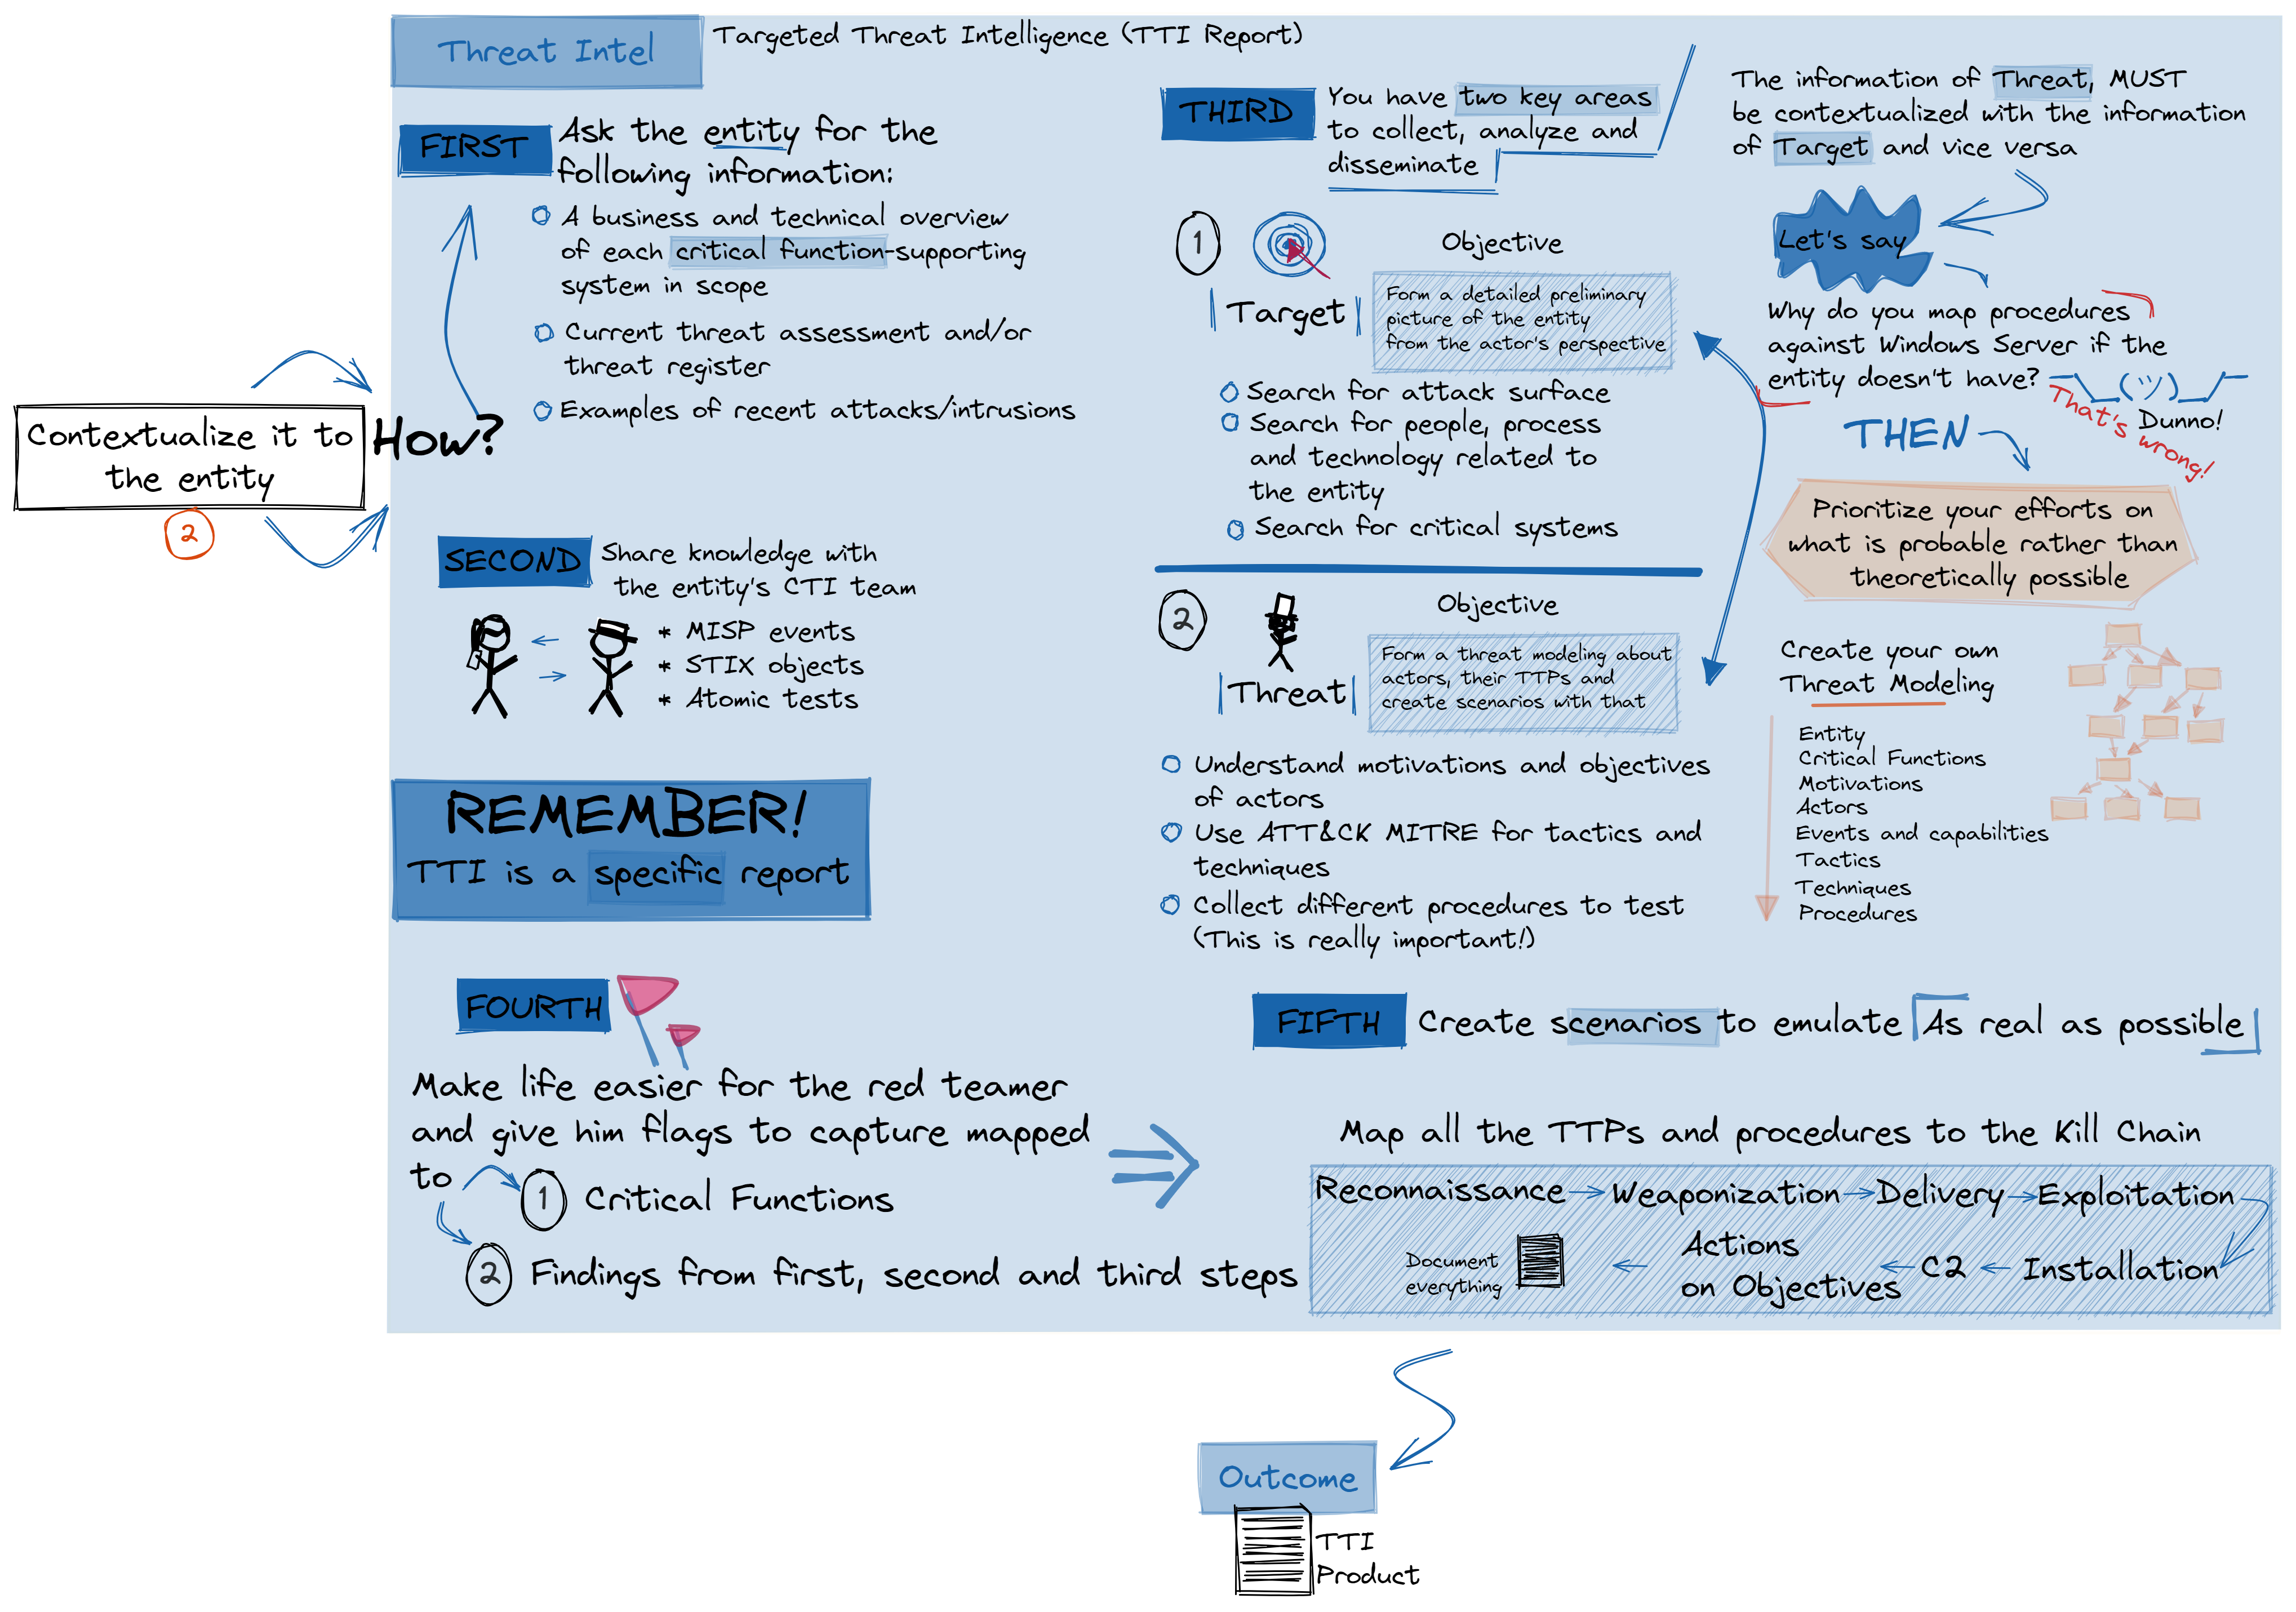 Threat Intel
Targeted Threat Intelligence (TTI Report)
Contextualize it to
the entity
2
How?
FIRST
Ask the entity for the
following information:
A business and technical overview
of each critical function-supporting
system in scope
Current threat assessment and/or
threat register
Examples of recent attacks/intrusions
SECOND
Share knowledge with
the entity's CTI team
* MISP events
* STIX objects
* Atomic tests
REMEMBER!
TTI is a specific report
THIRD
You have two key areas
to collect, analyze and
disseminate
1
Target
Objective
Form a detailed preliminary
picture of the entity
from the actor's perspective
Search for attack surface
Search for people, process
and technology related to
the entity
Search for critical systems
2
Threat
Objective
Form a threat modeling about
actors, their TTPs and
create scenarios with that
Understand motivations and objectives
of actors
Use ATT&CK MITRE for tactics and
techniques
Collect different procedures to test
(This is really important!)
The information of Threat, MUST
be contextualized with the information
of Target and vice versa
Let's say
Why do you map procedures
against Windows Server if the
entity doesn't have?
¯\_(ツ)_/¯
Dunno!
That's wrong!
THEN
Prioritize your efforts on
what is probable rather than
theoretically possible
Create your own
Threat Modeling
Entity
Critical Functions
Motivations
Actors
Events and capabilities
Tactics
Techniques
Procedures
FOURTH
Make life easier for the red teamer
and give him flags to capture mapped
to
1 Critical Functions
2 Findings from first, second and third steps
FIFTH
Create scenarios to emulate As real as possible
Map all the TTPs and procedures to the Kill Chain
Reconnaissance
Weaponization
Delivery
Exploitation
Installation
C2
Actions
on Objectives
Document
everything
Outcome
TTI
Product